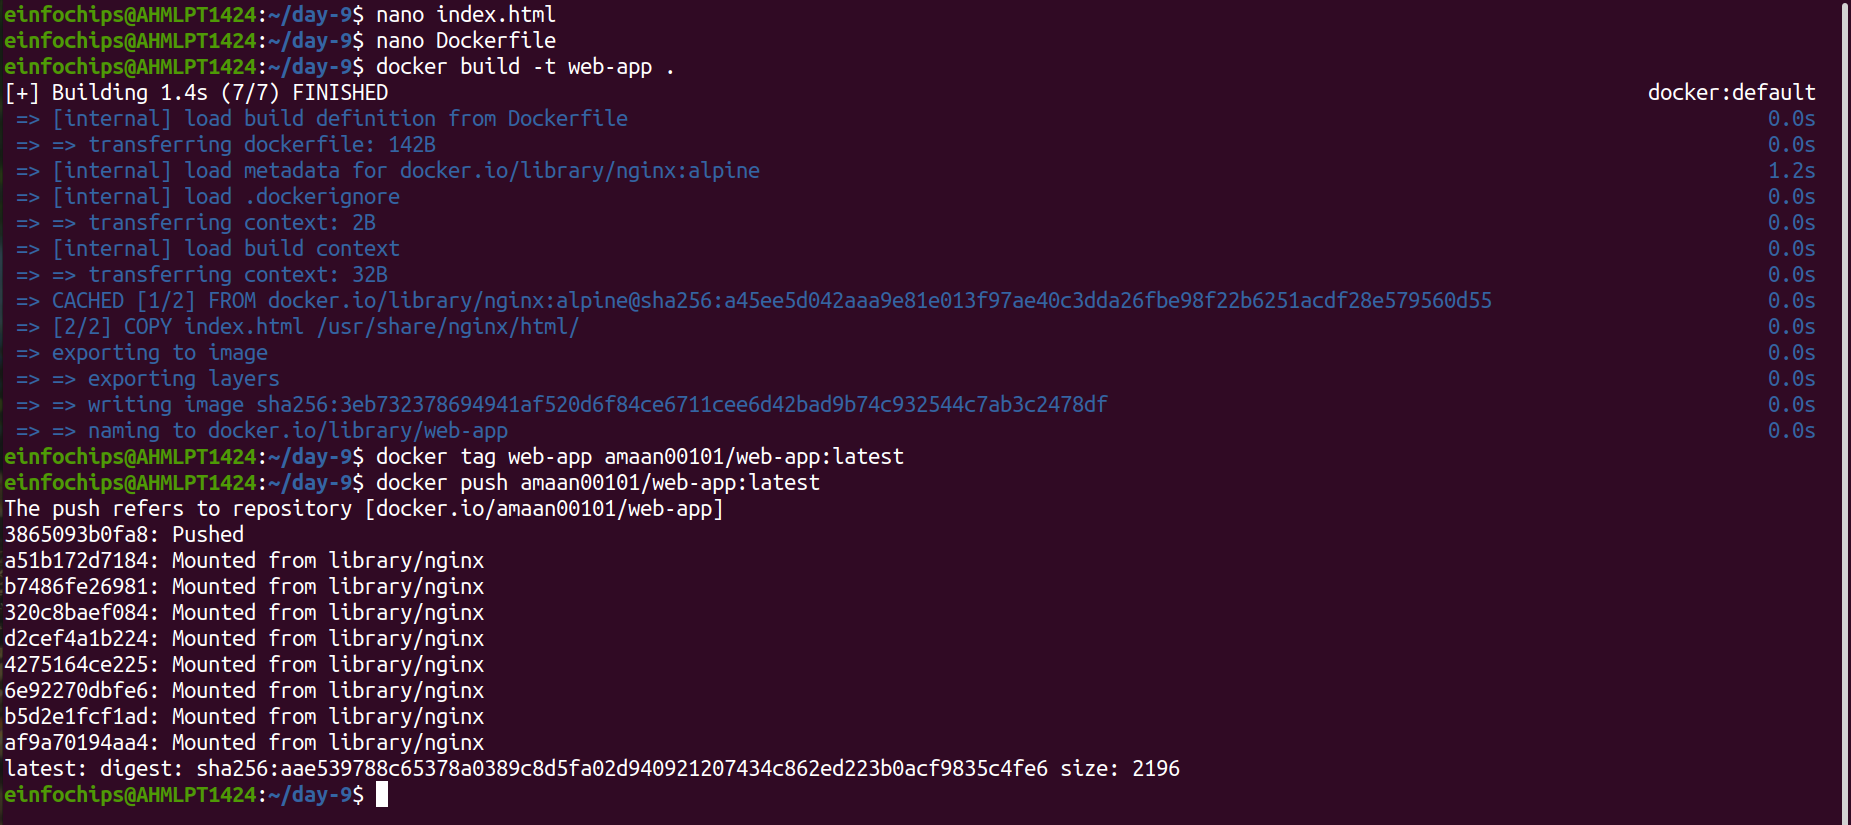 einfochips@AHMLPT1424:~/day-9$ nano index.html
einfochips@AHMLPT1424:~/day-9$ nano Dockerfile
einfochips@AHMLPT1424:~/day-9$ docker build -t web-app .
[+] Building 1.4s (7/7) FINISHED docker:default
=> [internal] load build definition from Dockerfile 0.0s
=> => transferring dockerfile: 142B 0.0s
=> [internal] load metadata for docker.io/library/nginx:alpine 1.2s
=> [internal] load .dockerignore 0.0s
=> => transferring context: 2B 0.0s
=> [internal] load build context 0.0s
=> => transferring context: 32B 0.0s
=> CACHED [1/2] FROM docker.io/library/nginx:alpine@sha256:a45ee5d042aaa9e81e013f97ae40c3dda26fbe98f22b6251acdf28e579560d55 0.0s
=> [2/2] COPY index.html /usr/share/nginx/html/ 0.0s
=> exporting to image 0.0s
=> => exporting layers 0.0s
=> => writing image sha256:3eb732378694941af520d6f84ce6711cee6d42bad9b74c932544c7ab3c2478df 0.0s
=> => naming to docker.io/library/web-app 0.0s
einfochips@AHMLPT1424:~/day-9$ docker tag web-app amaan00101/web-app:latest
einfochips@AHMLPT1424:~/day-9$ docker push amaan00101/web-app:latest
The push refers to repository [docker.io/amaan00101/web-app]
3865093b0fa8: Pushed
a51b172d7184: Mounted from library/nginx
b7486fe26981: Mounted from library/nginx
320c8baef084: Mounted from library/nginx
d2cef4a1b224: Mounted from library/nginx
4275164ce225: Mounted from library/nginx
6e92270dbfe6: Mounted from library/nginx
b5d2e1fcf1ad: Mounted from library/nginx
af9a70194aa4: Mounted from library/nginx
latest: digest: sha256:aae539788c65378a0389c8d5fa02d940921207434c862ed223b0acf9835c4fe6 size: 2196
einfochips@AHMLPT1424:~/day-9$